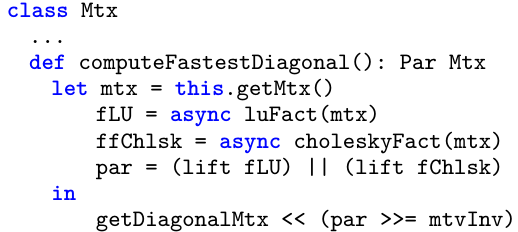 class Mtx
...
def computeFastestDiagonal(): Par Mtx
let mtx = this.getMtx()
fLU = async luFact(mtx)
ffChlsk = async choleskyFact(mtx)
par = (lift fLU) || (lift fChlsk)
in
getDiagonalMtx << (par >>= mtvInv)